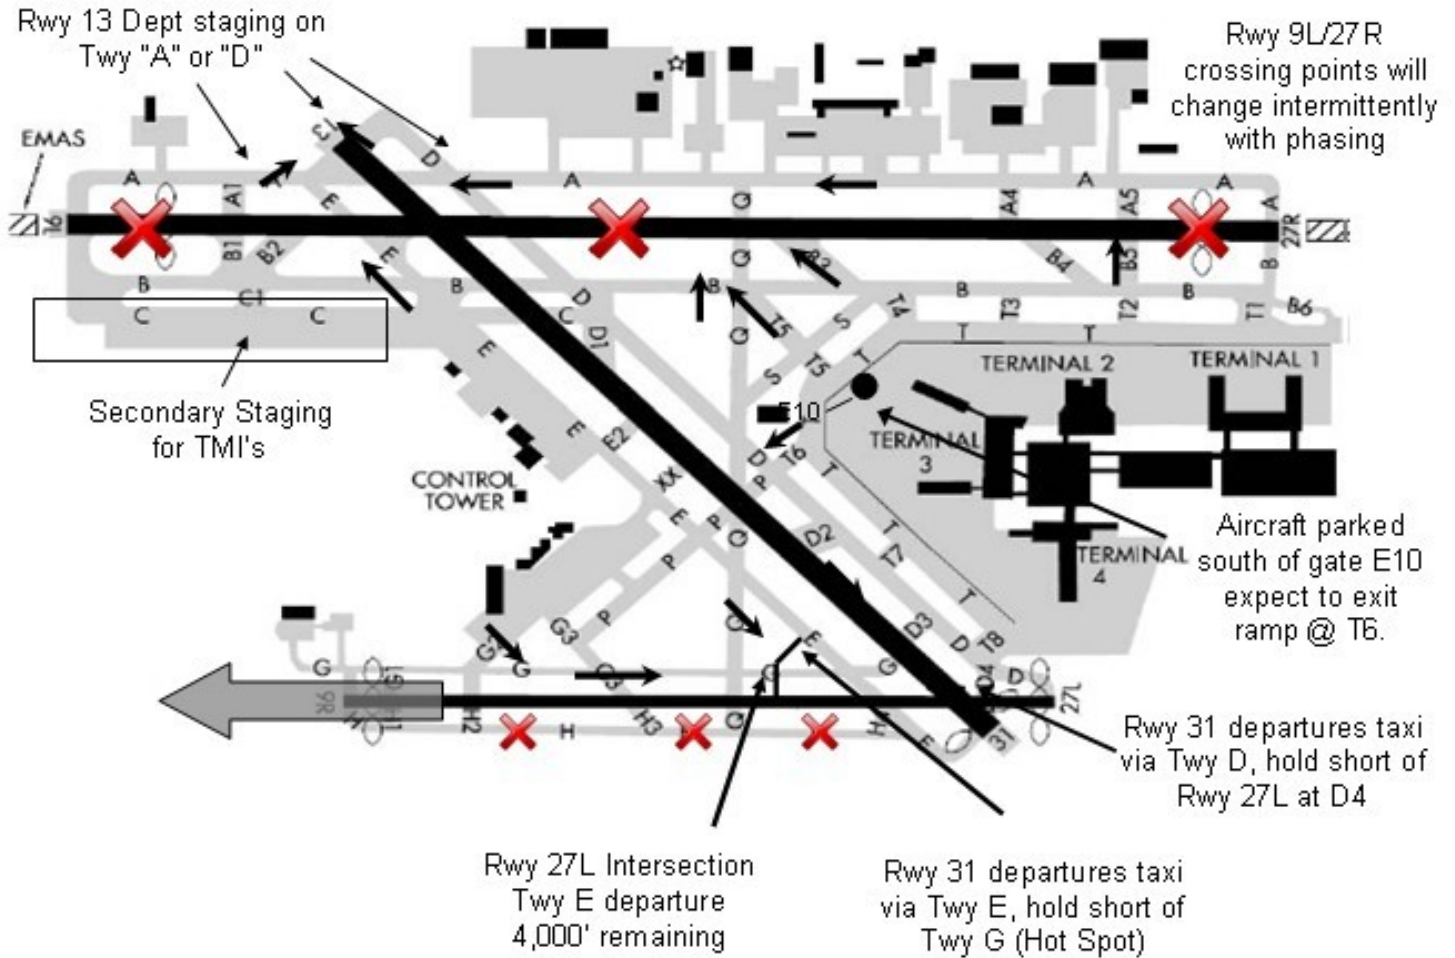 Rwy 13 Dept staging on
Twy "A" or "D"
Rwy 9L/27R
crossing points will
change intermittently
with phasing
EMAS
13
D
A
A
A
A
A1
E
Q
A4
A5
A
27R
B1
B2
E
Q
B4
B5
B
B
C1
B
D
B
B
B
T1
B6
C
C
C
D1
Q
T5
S
T4
T3
T2
T
T
E
S
T5
T
TERMINAL 2
TERMINAL 1
Secondary Staging
for TMI's
E10
E
E2
D
T6
T
TERMINAL
3
CONTROL
TOWER
XX
P
E
P
Q
D2
T
T7
P
TERMINAL
4
Aircraft parked
south of gate E10
expect to exit
ramp @ T6.
G3
P
E
D3
D
T8
T
G
G1
G
G
D4
D
9R
H
H1
H2
H
H3
Q
E
31
27L
Rwy 31 departures taxi
via Twy D, hold short of
Rwy 27L at D4
Rwy 27L Intersection
Twy E departure
4,000' remaining
Rwy 31 departures taxi
via Twy E, hold short of
Twy G (Hot Spot)